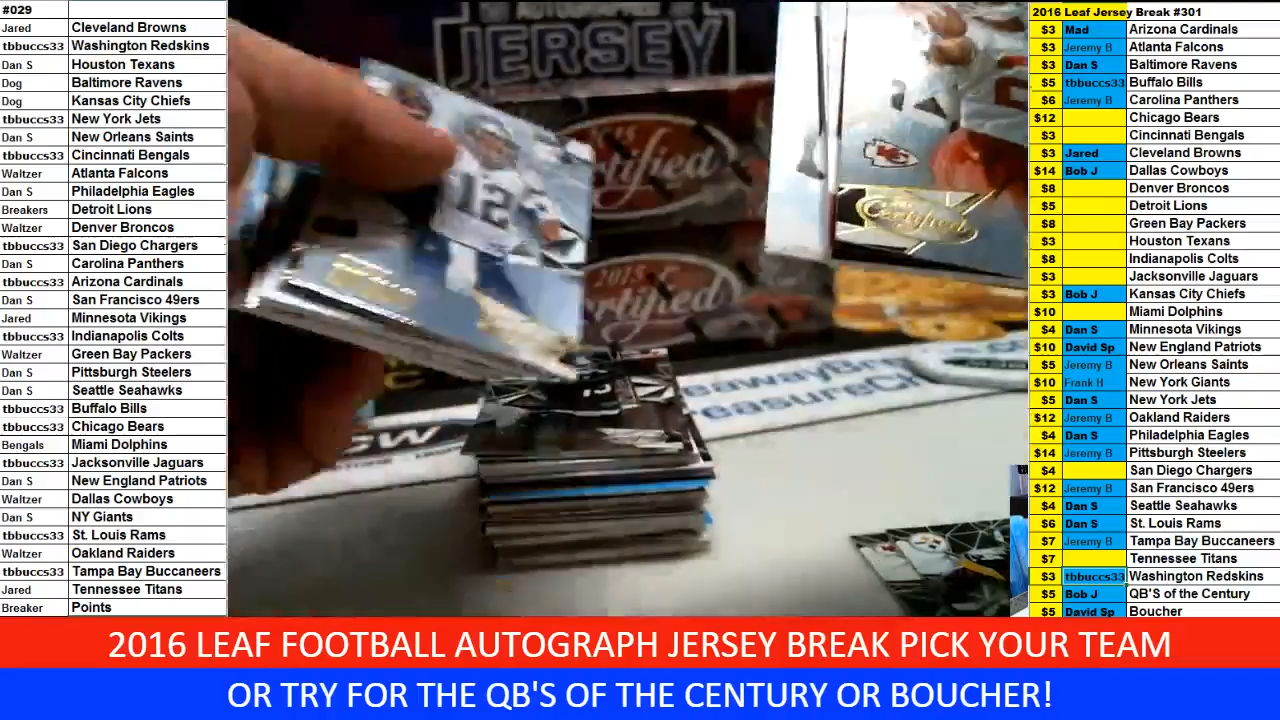 #029
Jared Cleveland Browns
tbbuccs33 Washington Redskins
Dan S Houston Texans
Dog Baltimore Ravens
Dog Kansas City Chiefs
tbbuccs33 New York Jets
Dan S New Orleans Saints
tbbuccs33 Cincinnati Bengals
Waltzer Atlanta Falcons
Dan S Philadelphia Eagles
Breakers Detroit Lions
Waltzer Denver Broncos
tbbuccs33 San Diego Chargers
Dan S Carolina Panthers
tbbuccs33 Arizona Cardinals
Dan S San Francisco 49ers
Jared Minnesota Vikings
tbbuccs33 Indianapolis Colts
Waltzer Green Bay Packers
Dan S Pittsburgh Steelers
Dan S Seattle Seahawks
tbbuccs33 Buffalo Bills
tbbuccs33 Chicago Bears
Bengals Miami Dolphins
tbbuccs33 Jacksonville Jaguars
Dan S New England Patriots
Waltzer Dallas Cowboys
Dan S NY Giants
tbbuccs33 St. Louis Rams
Waltzer Oakland Raiders
tbbuccs33 Tampa Bay Buccaneers
Jared Tennessee Titans
Breaker Points
JERSEY
Certified
2015
Certified
12
KC
Certified
2016 Leaf Jersey Break #301
$3 Mad Arizona Cardinals
$3 Jeremy B Atlanta Falcons
$3 Dan S Baltimore Ravens
$5 tbbuccs33 Buffalo Bills
$6 Jeremy B Carolina Panthers
$12 Chicago Bears
$3 Cincinnati Bengals
$3 Jared Cleveland Browns
$14 Bob J Dallas Cowboys
$8 Denver Broncos
$5 Detroit Lions
$8 Green Bay Packers
$3 Houston Texans
$8 Indianapolis Colts
$3 Jacksonville Jaguars
$3 Bob J Kansas City Chiefs
$10 Miami Dolphins
$4 Dan S Minnesota Vikings
$10 David Sp New England Patriots
$5 Jeremy B New Orleans Saints
$10 Frank H New York Giants
$5 Dan S New York Jets
$12 Jeremy B Oakland Raiders
$4 Dan S Philadelphia Eagles
$14 Jeremy B Pittsburgh Steelers
$4 San Diego Chargers
$12 Jeremy B San Francisco 49ers
$4 Dan S Seattle Seahawks
$6 Dan S St. Louis Rams
$7 Jeremy B Tampa Bay Buccaneers
$7 Tennessee Titans
$3 tbbuccs33 Washington Redskins
$5 Bob J QB'S of the Century
$5 David Sp Boucher
2016 LEAF FOOTBALL AUTOGRAPH JERSEY BREAK PICK YOUR TEAM
OR TRY FOR THE QB'S OF THE CENTURY OR BOUCHER!